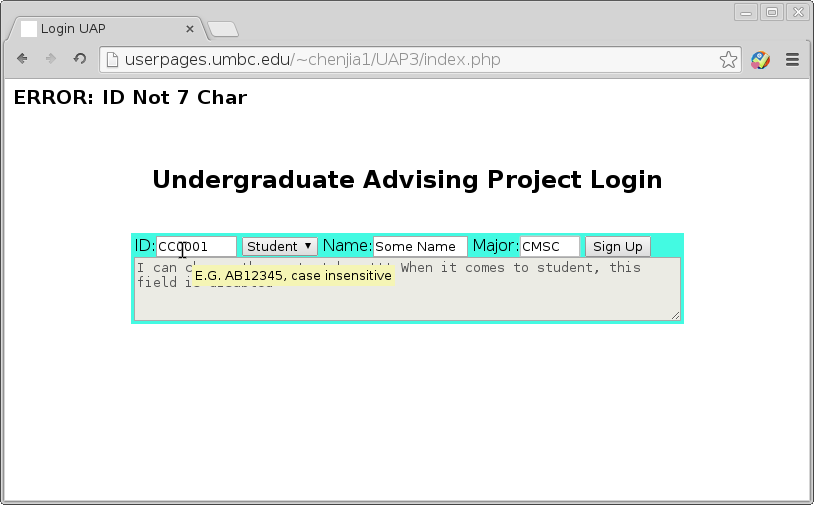 Login UAP
userpages.umbc.edu/~chenjia1/UAP3/index.php
ERROR: ID Not 7 Char
Undergraduate Advising Project Login
ID: CC0001 Student Name: Some Name Major: CMSC Sign Up
I can When it comes to student, this
E.G. AB12345, case insensitive
field